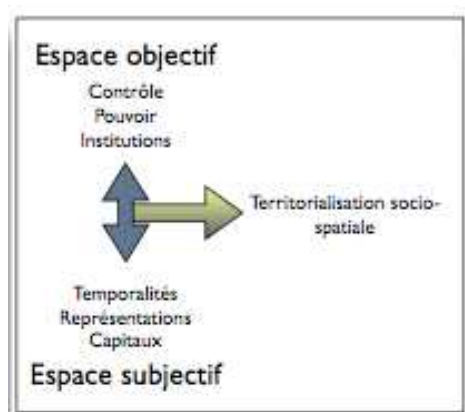 Espace objectif
Contrôle
Pouvoir
Institutions
Territorialisation socio-
spatiale
Temporalités
Représentations
Capitaux
Espace subjectif